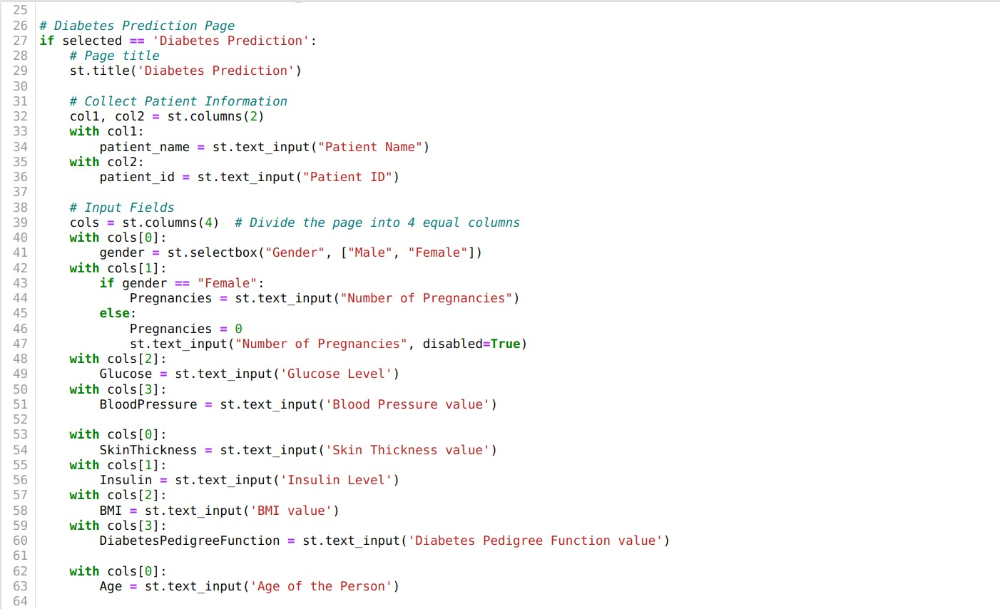 25
26 # Diabetes Prediction Page
27 if selected == 'Diabetes Prediction':
28     # Page title
29     st.title('Diabetes Prediction')
30
31     # Collect Patient Information
32     col1, col2 = st.columns(2)
33     with col1:
34         patient_name = st.text_input("Patient Name")
35     with col2:
36         patient_id = st.text_input("Patient ID")
37
38     # Input Fields
39     cols = st.columns(4)  # Divide the page into 4 equal columns
40     with cols[0]:
41         gender = st.selectbox("Gender", ["Male", "Female"])
42     with cols[1]:
43         if gender == "Female":
44             Pregnancies = st.text_input("Number of Pregnancies")
45         else:
46             Pregnancies = 0
47             st.text_input("Number of Pregnancies", disabled=True)
48     with cols[2]:
49         Glucose = st.text_input('Glucose Level')
50     with cols[3]:
51         BloodPressure = st.text_input('Blood Pressure value')
52
53     with cols[0]:
54         SkinThickness = st.text_input('Skin Thickness value')
55     with cols[1]:
56         Insulin = st.text_input('Insulin Level')
57     with cols[2]:
58         BMI = st.text_input('BMI value')
59     with cols[3]:
60         DiabetesPedigreeFunction = st.text_input('Diabetes Pedigree Function value')
61
62     with cols[0]:
63         Age = st.text_input('Age of the Person')
64